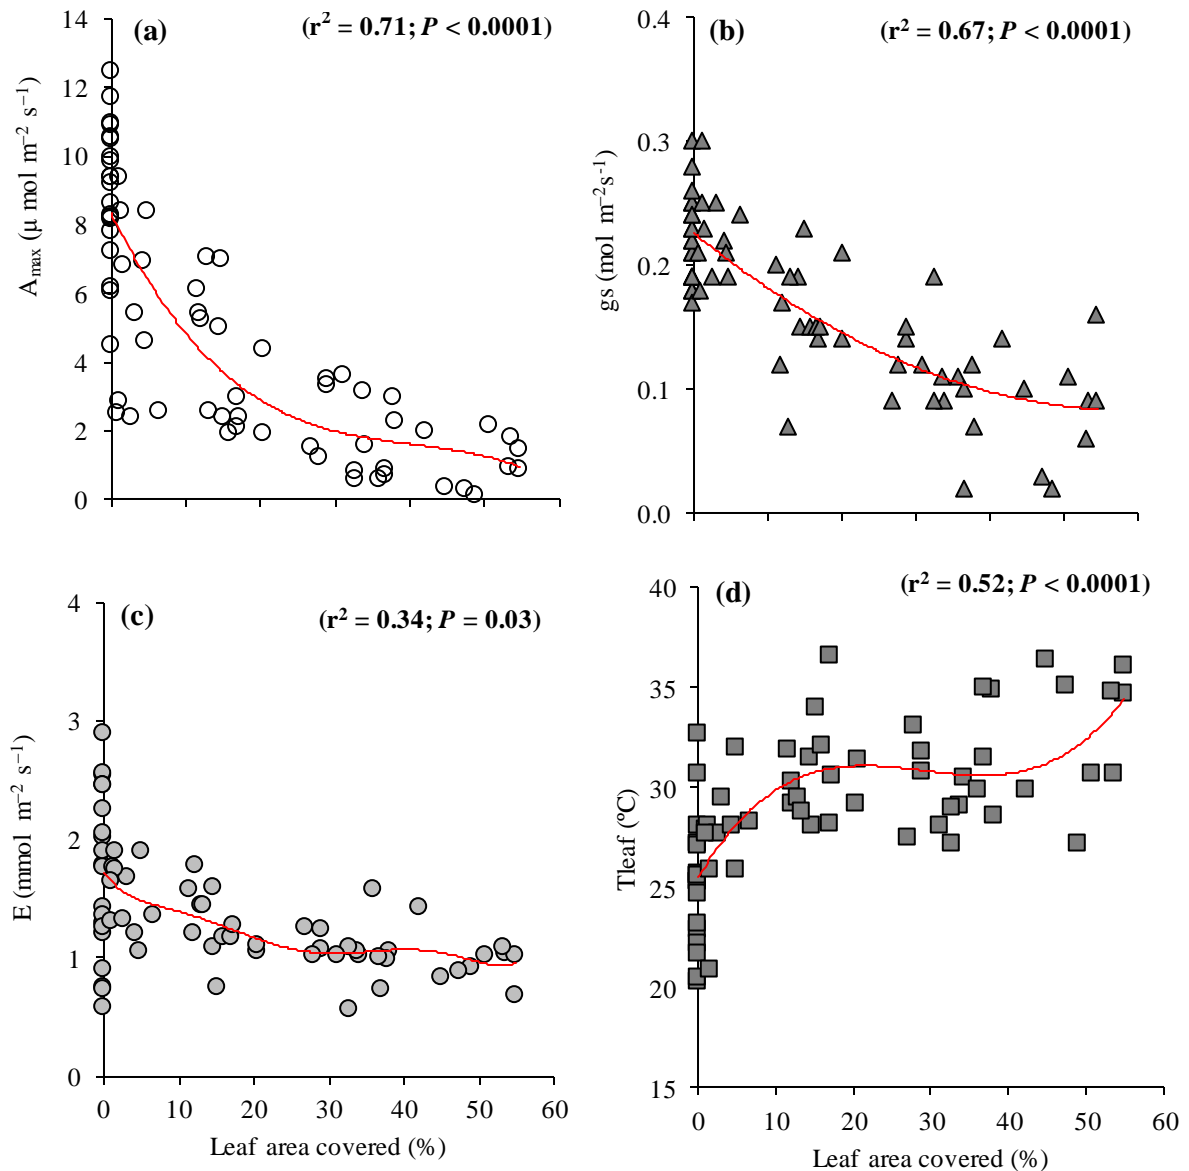 (a)
(r² = 0.71; P < 0.0001)
14
12
10
8
6
4
2
0
Amax (µ mol m⁻² s⁻¹)
(b)
(r² = 0.67; P < 0.0001)
0.4
0.3
0.2
0.1
0.0
gs (mol m⁻²s⁻¹)
(c)
(r² = 0.34; P = 0.03)
4
3
2
1
0
E (mmol m⁻² s⁻¹)
0 10 20 30 40 50 60
Leaf area covered (%)
(d)
(r² = 0.52; P < 0.0001)
40
35
30
25
20
15
Tleaf (ºC)
0 10 20 30 40 50 60
Leaf area covered (%)